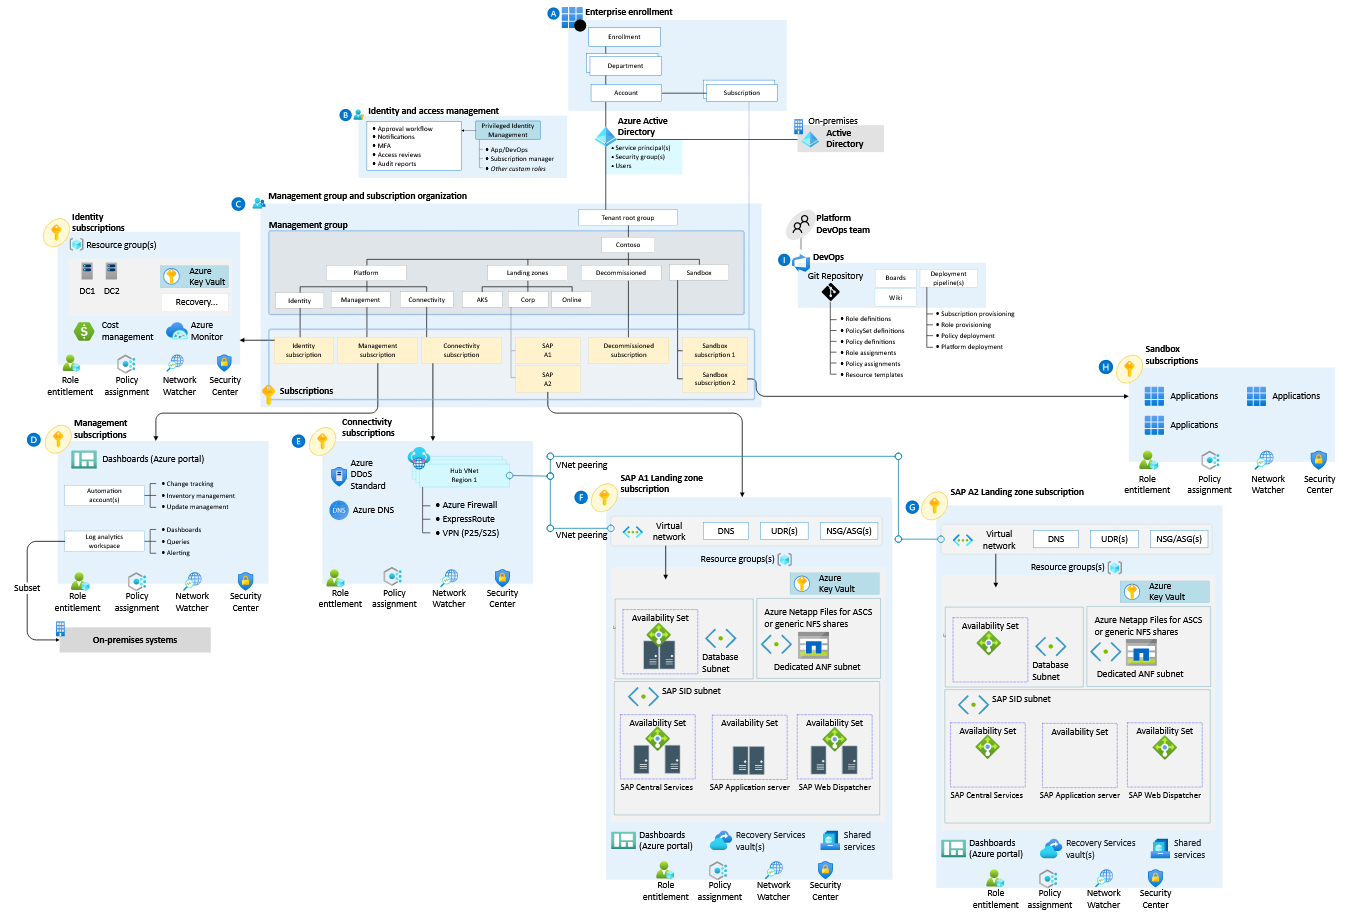 A
Enterprise enrollment
Enrollment
Department
Account
Subscription
B
Identity and access management
• Approval workflow
• Notifications
• MFA
• Access reviews
• Audit reports
Privileged Identity
Management
• App/DevOps
• Subscription manager
• Other custom roles
Azure Active
Directory
• Service principal(s)
• Security group(s)
• Users
On-premises
Active
Directory
C
Management group and subscription organization
Tenant root group
Management group
Contoso
Platform
Landing zones
Decommissioned
Sandbox
Identity
Management
Connectivity
AKS
Corp
Online
Identity
subscription
Management
subscription
Connectivity
subscription
SAP
A1
Decommissioned
subscription
Sandbox
subscription 1
SAP
A2
Sandbox
subscription 2
Subscriptions
Identity
subscriptions
Resource group(s)
DC1
DC2
Azure
Key Vault
Recovery...
Cost
management
Azure
Monitor
Role
entitlement
Policy
assignment
Network
Watcher
Security
Center
Platform
DevOps team
I
DevOps
Git Repository
Boards
Wiki
Deployment
pipeline(s)
• Role definitions
• PolicySet definitions
• Policy definitions
• Role assignments
• Policy assignments
• Resource templates
• Subscription provisioning
• Role provisioning
• Policy deployment
• Platform deployment
H
Sandbox
subscriptions
Applications
Applications
Applications
Role
entitlement
Policy
assignment
Network
Watcher
Security
Center
D
Management
subscriptions
Dashboards (Azure portal)
Automation
account(s)
• Change tracking
• Inventory management
• Update management
Log analytics
workspace
• Dashboards
• Queries
• Alerting
Role
entitlement
Policy
assignment
Network
Watcher
Security
Center
Subset
On-premises systems
E
Connectivity
subscriptions
Azure
DDoS
Standard
DNS
Azure DNS
Hub VNet
Region 1
• Azure Firewall
• ExpressRoute
• VPN (P25/S2S)
Role
entitlement
Policy
assignment
Network
Watcher
Security
Center
VNet peering
VNet peering
F
SAP A1 Landing zone
subscription
Virtual
network
DNS
UDR(s)
NSG/ASG(s)
Resource groups(s)
Azure
Key Vault
Availability Set
Database
Subnet
Azure Netapp Files for ASCS
or generic NFS shares
Dedicated ANF subnet
SAP SID subnet
Availability Set
Availability Set
Availability Set
SAP Central Services
SAP Application server
SAP Web Dispatcher
Dashboards
(Azure portal)
Recovery Services
vault(s)
Shared
services
Role
entitlement
Policy
assignment
Network
Watcher
Security
Center
G
SAP A2 Landing zone subscription
Virtual
network
DNS
UDR(s)
NSG/ASG(s)
Resource groups(s)
Azure
Key Vault
Availability Set
Database
Subnet
Azure Netapp Files for ASCS
or generic NFS shares
Dedicated ANF subnet
SAP SID subnet
Availability Set
Availability Set
Availability Set
SAP Central Services
SAP Application server
SAP Web Dispatcher
Dashboards
(Azure portal)
Recovery Services
vault(s)
Shared
services
Role
entitlement
Policy
assignment
Network
Watcher
Security
Center